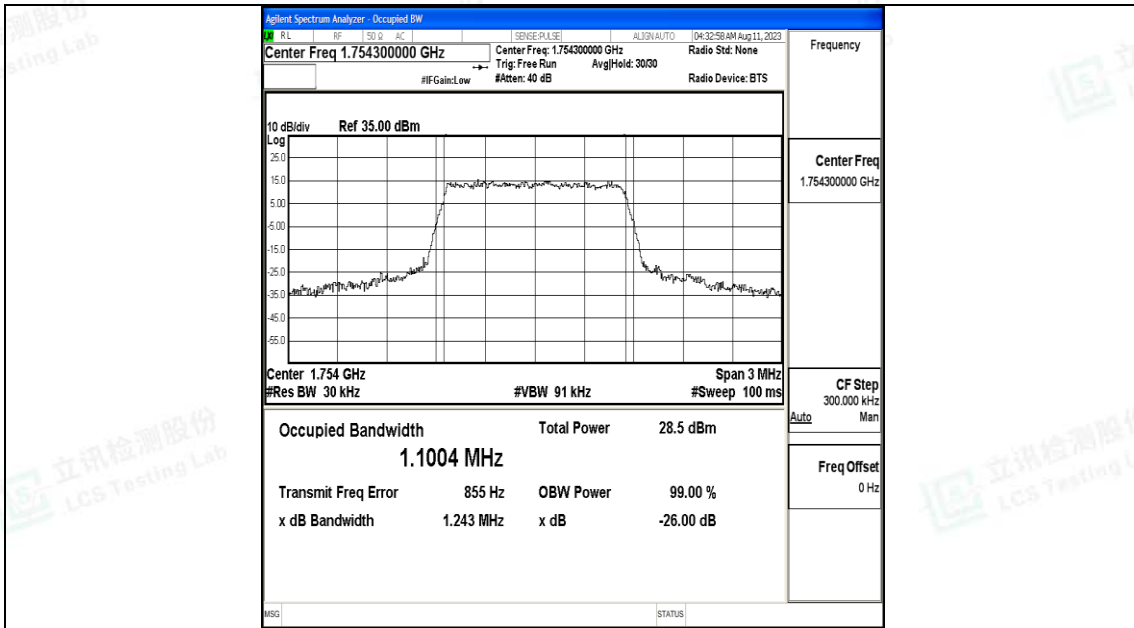 Agilent Spectrum Analyzer - Occupied BW
RL RF 50 Ω AC SENSE:PULSE ALIGN AUTO 04:32:58 AM Aug 11, 2023
Center Freq 1.754300000 GHz
Center Freq: 1.754300000 GHz
Radio Std: None
Trig: Free Run Avg|Hold: 30/30
#IFGain:Low
#Atten: 40 dB
Radio Device: BTS
10 dB/div Ref 35.00 dBm
Log
25.0
15.0
5.00
-5.00
-15.0
-25.0
-35.0
-45.0
-55.0
Center 1.754 GHz
Span 3 MHz
#Res BW 30 kHz
#VBW 91 kHz
#Sweep 100 ms
Occupied Bandwidth
1.1004 MHz
Total Power 28.5 dBm
Transmit Freq Error 855 Hz
OBW Power 99.00 %
x dB Bandwidth 1.243 MHz
x dB -26.00 dB
MSG
STATUS
Frequency
Center Freq
1.754300000 GHz
CF Step
300.000 kHz
Auto Man
Freq Offset
0 Hz
立讯检测股份
LCS Testing Lab